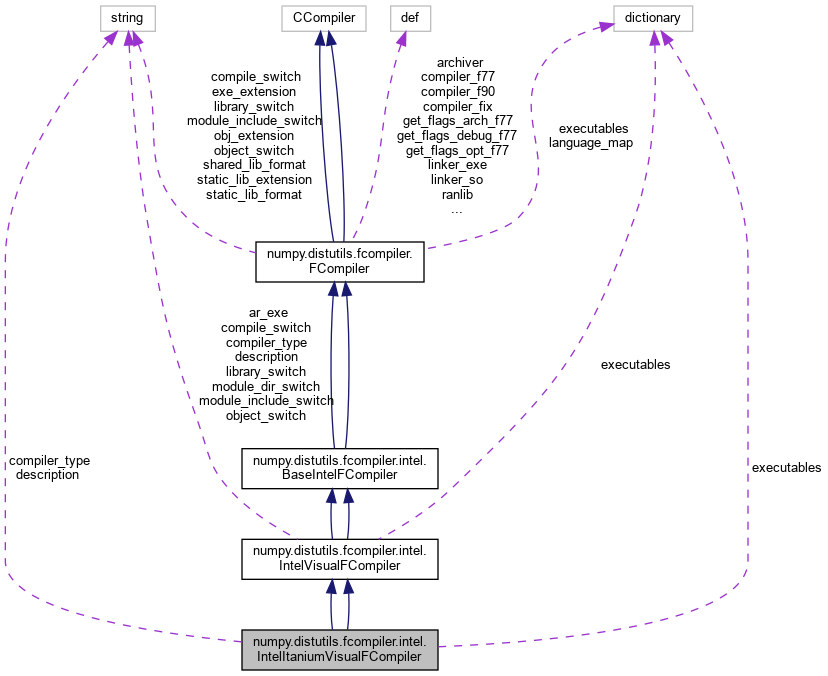 string
CCompiler
def
dictionary
compile_switch
exe_extension
library_switch
module_include_switch
obj_extension
object_switch
shared_lib_format
static_lib_extension
static_lib_format
archiver
compiler_f77
compiler_f90
compiler_fix
get_flags_arch_f77
get_flags_debug_f77
get_flags_opt_f77
linker_exe
linker_so
ranlib
...
executables
language_map
numpy.distutils.fcompiler.
FCompiler
ar_exe
compile_switch
compiler_type
description
library_switch
module_dir_switch
module_include_switch
object_switch
executables
numpy.distutils.fcompiler.intel.
BaseIntelFCompiler
compiler_type
description
executables
numpy.distutils.fcompiler.intel.
IntelVisualFCompiler
numpy.distutils.fcompiler.intel.
IntelItaniumVisualFCompiler